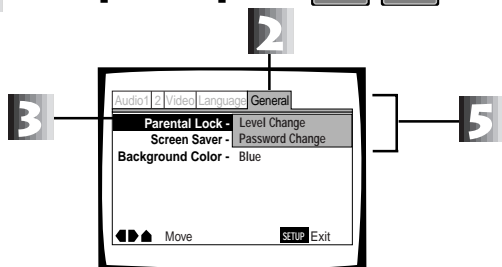 2
Audio1 2 Video Language General
3
Parental Lock - Level Change
5
Screen Saver - Password Change
Background Color - Blue
Move SETUP Exit